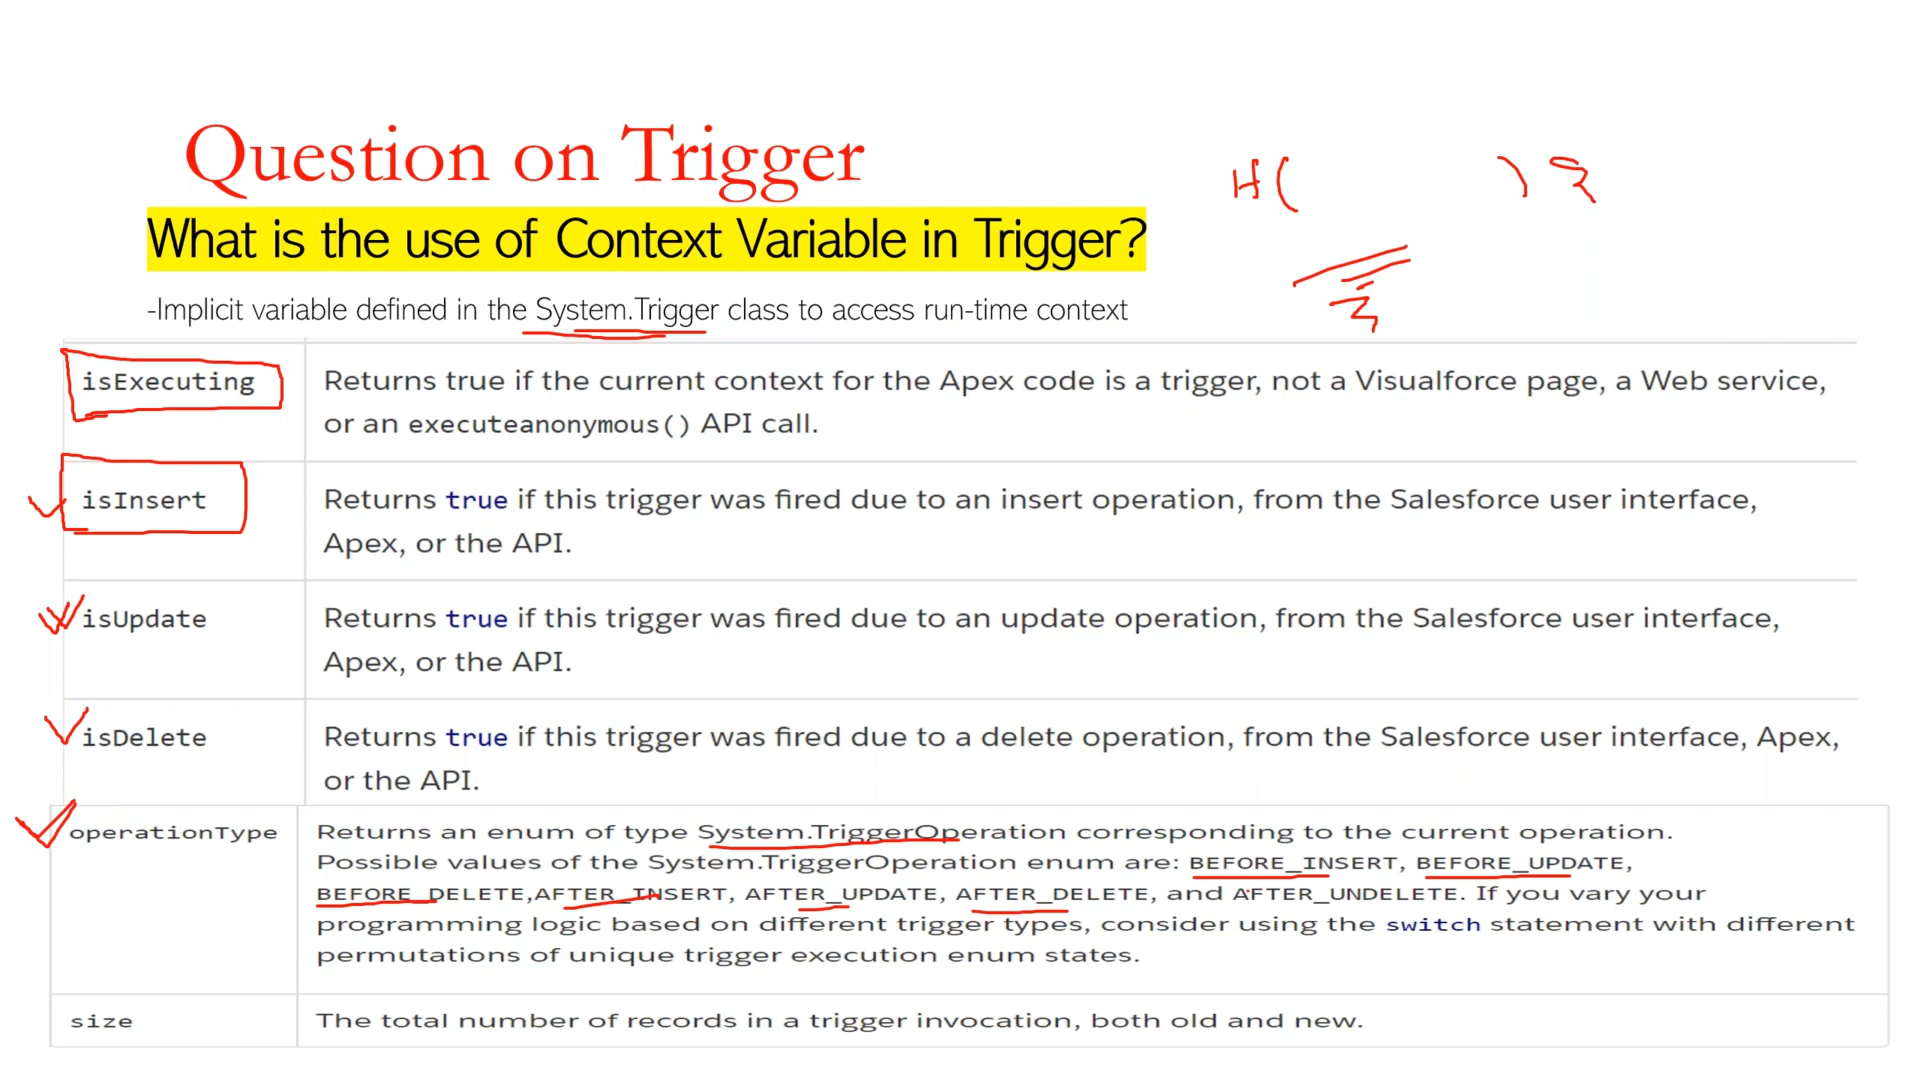 Question on Trigger
What is the use of Context Variable in Trigger?
-Implicit variable defined in the System.Trigger class to access run-time context
isExecuting
Returns true if the current context for the Apex code is a trigger, not a Visualforce page, a Web service,
or an executeanonymous() API call.
isInsert
Returns true if this trigger was fired due to an insert operation, from the Salesforce user interface,
Apex, or the API.
isUpdate
Returns true if this trigger was fired due to an update operation, from the Salesforce user interface,
Apex, or the API.
isDelete
Returns true if this trigger was fired due to a delete operation, from the Salesforce user interface, Apex,
or the API.
operationType
Returns an enum of type System.TriggerOperation corresponding to the current operation.
Possible values of the System.TriggerOperation enum are: BEFORE_INSERT, BEFORE_UPDATE,
BEFORE_DELETE,AFTER_INSERT, AFTER_UPDATE, AFTER_DELETE, and AFTER_UNDELETE. If you vary your
programming logic based on different trigger types, consider using the switch statement with different
permutations of unique trigger execution enum states.
size
The total number of records in a trigger invocation, both old and new.